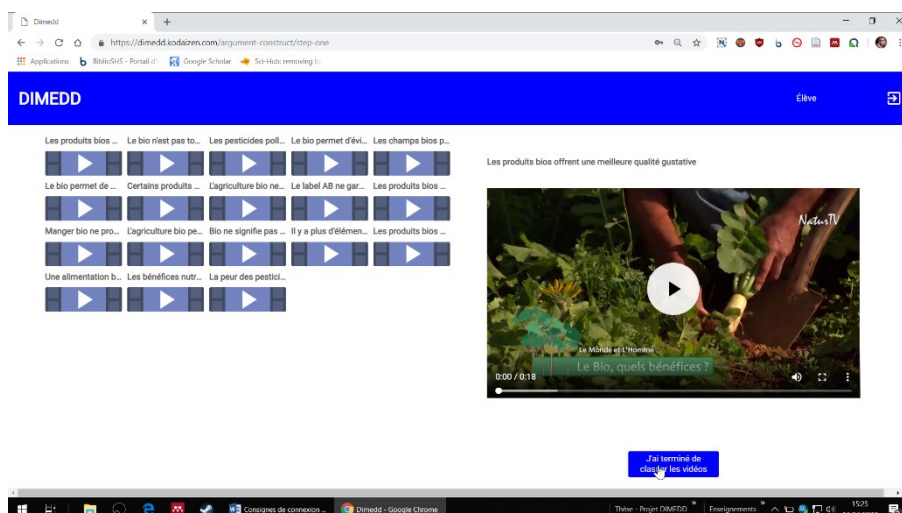 Dimedd
https://dimedd.kodaizen.com/argument-construct/step-one
Applications BiblioSHS - Portail d' Google Scholar Sci-Hub: removing b
DIMEDD
Élève
Les produits bios ... Le bio n'est pas to... Les pesticides poll... Le bio permet d'évi... Les champs bios p...
Le bio permet de ... Certains produits ... L'agriculture bio ne... Le label AB ne gar... Les produits bios ...
Manger bio ne pro... L'agriculture bio pe... Bio ne signifie pas ... Il y a plus d'élémen... Les produits bios ...
Une alimentation b... Les bénéfices nutr... La peur des pestici...
Les produits bios offrent une meilleure qualité gustative
NaturTV
Le Monde et L'Homme
Le Bio, quels bénéfices ?
0:00 / 0:18
J'ai terminé de
classer les vidéos
Consignes de connexion ... Dimedd - Google Chrome
Thèse - Projet DIMEDD Enseignements
15:25